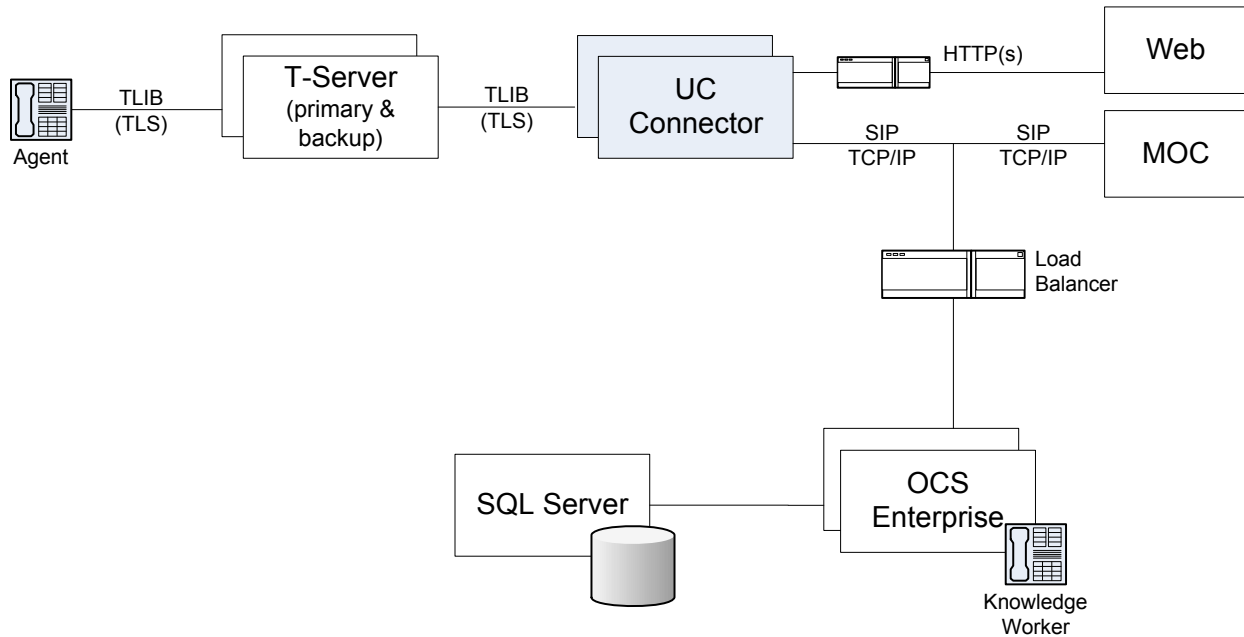 Web
HTTP(s)
T-Server
(primary &
backup)
UC
Connector
TLIB
(TLS)
TLIB
(TLS)
Agent
SIP
TCP/IP
SIP
TCP/IP
MOC
Load
Balancer
SQL Server
OCS
Enterprise
Knowledge
Worker